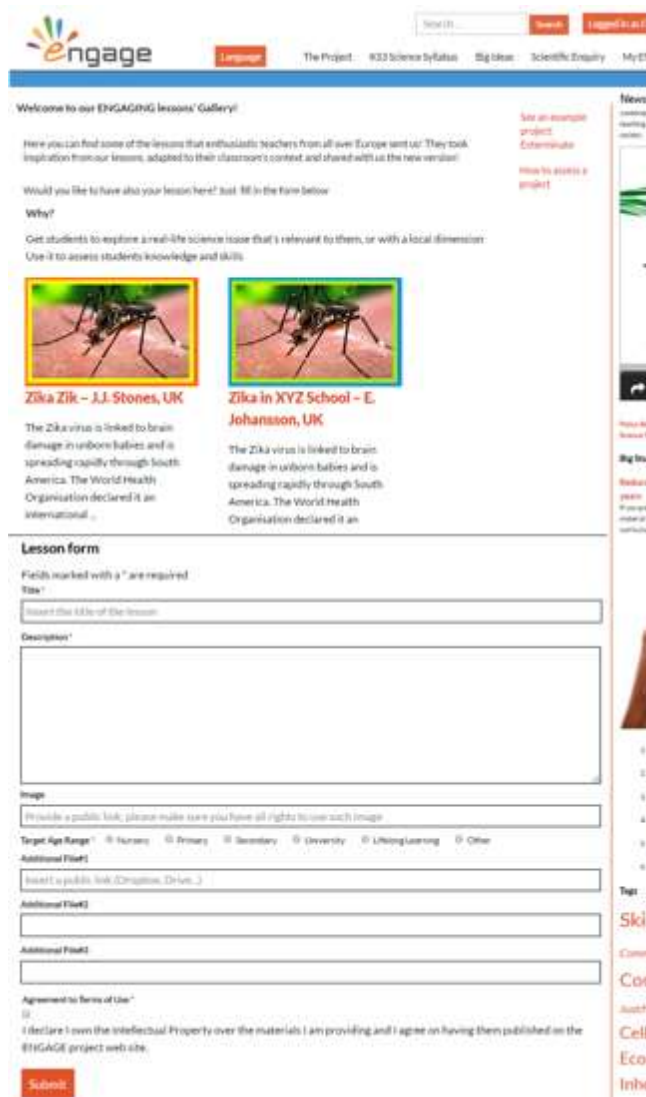 Search...
Search
Logged in as E
engage
Language
The Project
KS3 Science Syllabus
Big Ideas
Scientific Enquiry
My E
Welcome to our ENGAGING lessons' Gallery!
Here you can find some of the lessons that enthusiastic teachers from all over Europe sent us! They took
inspiration from our lessons, adapted to their classroom's context and shared with us the new version!
Would you like to have also your lesson here? Just fill in the form below
Why?
Get students to explore a real-life science issue that's relevant to them, or with a local dimension
Use it to assess students knowledge and skills
See an example
project
Exterminate
How to assess a
project
Zika Zik – J.J. Stones, UK
The Zika virus is linked to brain
damage in unborn babies and is
spreading rapidly through South
America. The World Health
Organisation declared it an
international ...
Zika in XYZ School – E.
Johansson, UK
The Zika virus is linked to brain
damage in unborn babies and is
spreading rapidly through South
America. The World Health
Organisation declared it an
Lesson form
Fields marked with a * are required
Title *
Insert the title of the lesson
Description *
Image
Provide a public link, please make sure you have all rights to use such image
Target Age Range * Nursery Primary Secondary University Lifelong Learning Other
Additional File#1
Insert a public link (Dropbox, Drive...)
Additional File#2
Additional File#3
Agreement to Terms of Use *
I declare I own the Intellectual Property over the materials I am providing and I agree on having them published on the
ENGAGE project web site.
Submit
News
Big Ideas
years
Tags
Ski
Com
Cell
Eco
Inhe